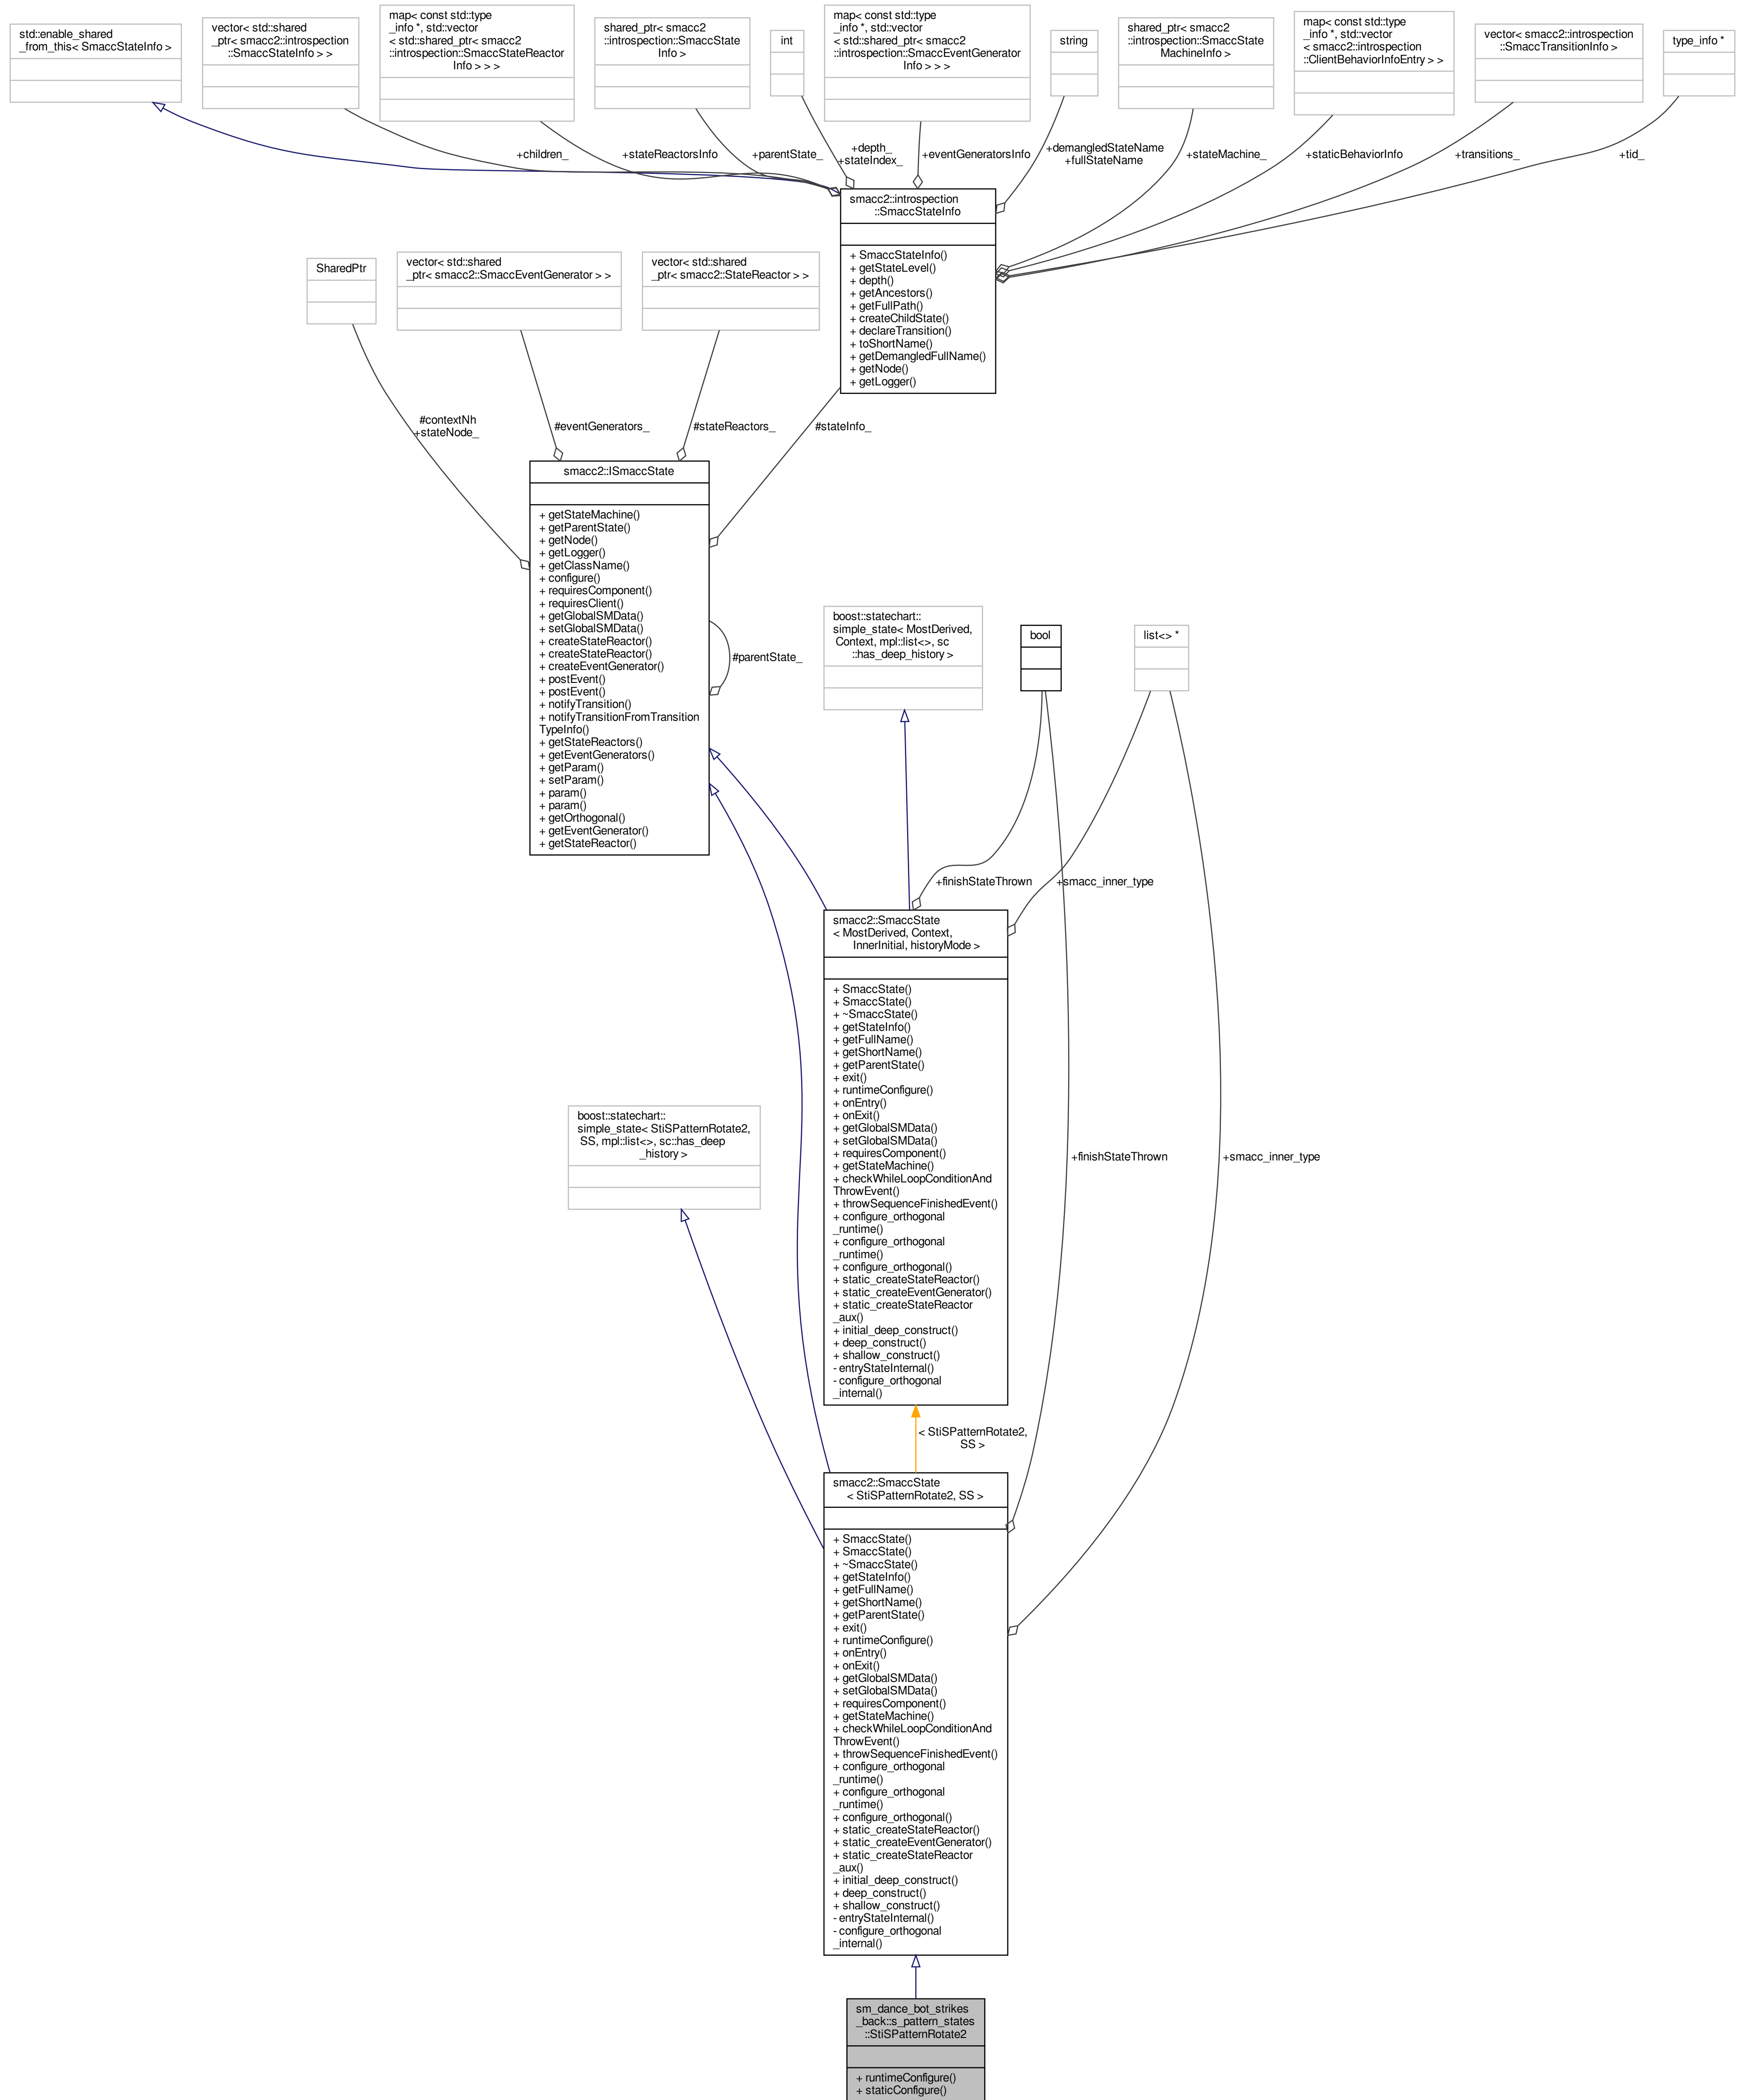 std::enable_shared
_from_this< SmaccStateInfo >
vector< std::shared
_ptr< smacc2::introspection
::SmaccStateInfo > >
map< const std::type
_info *, std::vector
< std::shared_ptr< smacc2
::introspection::SmaccStateReactor
Info > > >
shared_ptr< smacc2
::introspection::SmaccState
Info >
int
map< const std::type
_info *, std::vector
< std::shared_ptr< smacc2
::introspection::SmaccEventGenerator
Info > > >
string
shared_ptr< smacc2
::introspection::SmaccState
MachineInfo >
map< const std::type
_info *, std::vector
< smacc2::introspection
::ClientBehaviorInfoEntry > >
vector< smacc2::introspection
::SmaccTransitionInfo >
type_info *
+children_
+stateReactorsInfo
+parentState_
+depth_
+stateIndex_
+eventGeneratorsInfo
+demangledStateName
+fullStateName
+stateMachine_
+staticBehaviorInfo
+transitions_
+tid_
smacc2::introspection
::SmaccStateInfo
+ SmaccStateInfo()
+ getStateLevel()
+ depth()
+ getAncestors()
+ getFullPath()
+ createChildState()
+ declareTransition()
+ toShortName()
+ getDemangledFullName()
+ getNode()
+ getLogger()
SharedPtr
vector< std::shared
_ptr< smacc2::SmaccEventGenerator > >
vector< std::shared
_ptr< smacc2::StateReactor > >
#contextNh
+stateNode_
#eventGenerators_
#stateReactors_
#stateInfo_
smacc2::ISmaccState
+ getStateMachine()
+ getParentState()
+ getNode()
+ getLogger()
+ getClassName()
+ configure()
+ requiresComponent()
+ requiresClient()
+ getGlobalSMData()
+ setGlobalSMData()
+ createStateReactor()
+ createStateReactor()
+ createEventGenerator()
+ postEvent()
+ postEvent()
+ notifyTransition()
+ notifyTransitionFromTransition
TypeInfo()
+ getStateReactors()
+ getEventGenerators()
+ getParam()
+ setParam()
+ param()
+ param()
+ getOrthogonal()
+ getEventGenerator()
+ getStateReactor()
#parentState_
boost::statechart::
simple_state< MostDerived,
Context, mpl::list<>, sc
::has_deep_history >
bool
list<> *
+finishStateThrown
+smacc_inner_type
smacc2::SmaccState
< MostDerived, Context,
InnerInitial, historyMode >
+ SmaccState()
+ SmaccState()
+ ~SmaccState()
+ getStateInfo()
+ getFullName()
+ getShortName()
+ getParentState()
+ exit()
+ runtimeConfigure()
+ onEntry()
+ onExit()
+ getGlobalSMData()
+ setGlobalSMData()
+ requiresComponent()
+ getStateMachine()
+ checkWhileLoopConditionAnd
ThrowEvent()
+ throwSequenceFinishedEvent()
+ configure_orthogonal
_runtime()
+ configure_orthogonal
_runtime()
+ configure_orthogonal()
+ static_createStateReactor()
+ static_createEventGenerator()
+ static_createStateReactor
_aux()
+ initial_deep_construct()
+ deep_construct()
+ shallow_construct()
- entryStateInternal()
- configure_orthogonal
_internal()
boost::statechart::
simple_state< StiSPatternRotate2,
SS, mpl::list<>, sc::has_deep
_history >
+finishStateThrown
+smacc_inner_type
< StiSPatternRotate2,
SS >
smacc2::SmaccState
< StiSPatternRotate2, SS >
+ SmaccState()
+ SmaccState()
+ ~SmaccState()
+ getStateInfo()
+ getFullName()
+ getShortName()
+ getParentState()
+ exit()
+ runtimeConfigure()
+ onEntry()
+ onExit()
+ getGlobalSMData()
+ setGlobalSMData()
+ requiresComponent()
+ getStateMachine()
+ checkWhileLoopConditionAnd
ThrowEvent()
+ throwSequenceFinishedEvent()
+ configure_orthogonal
_runtime()
+ configure_orthogonal
_runtime()
+ configure_orthogonal()
+ static_createStateReactor()
+ static_createEventGenerator()
+ static_createStateReactor
_aux()
+ initial_deep_construct()
+ deep_construct()
+ shallow_construct()
- entryStateInternal()
- configure_orthogonal
_internal()
sm_dance_bot_strikes
_back::s_pattern_states
::StiSPatternRotate2
+ runtimeConfigure()
+ staticConfigure()